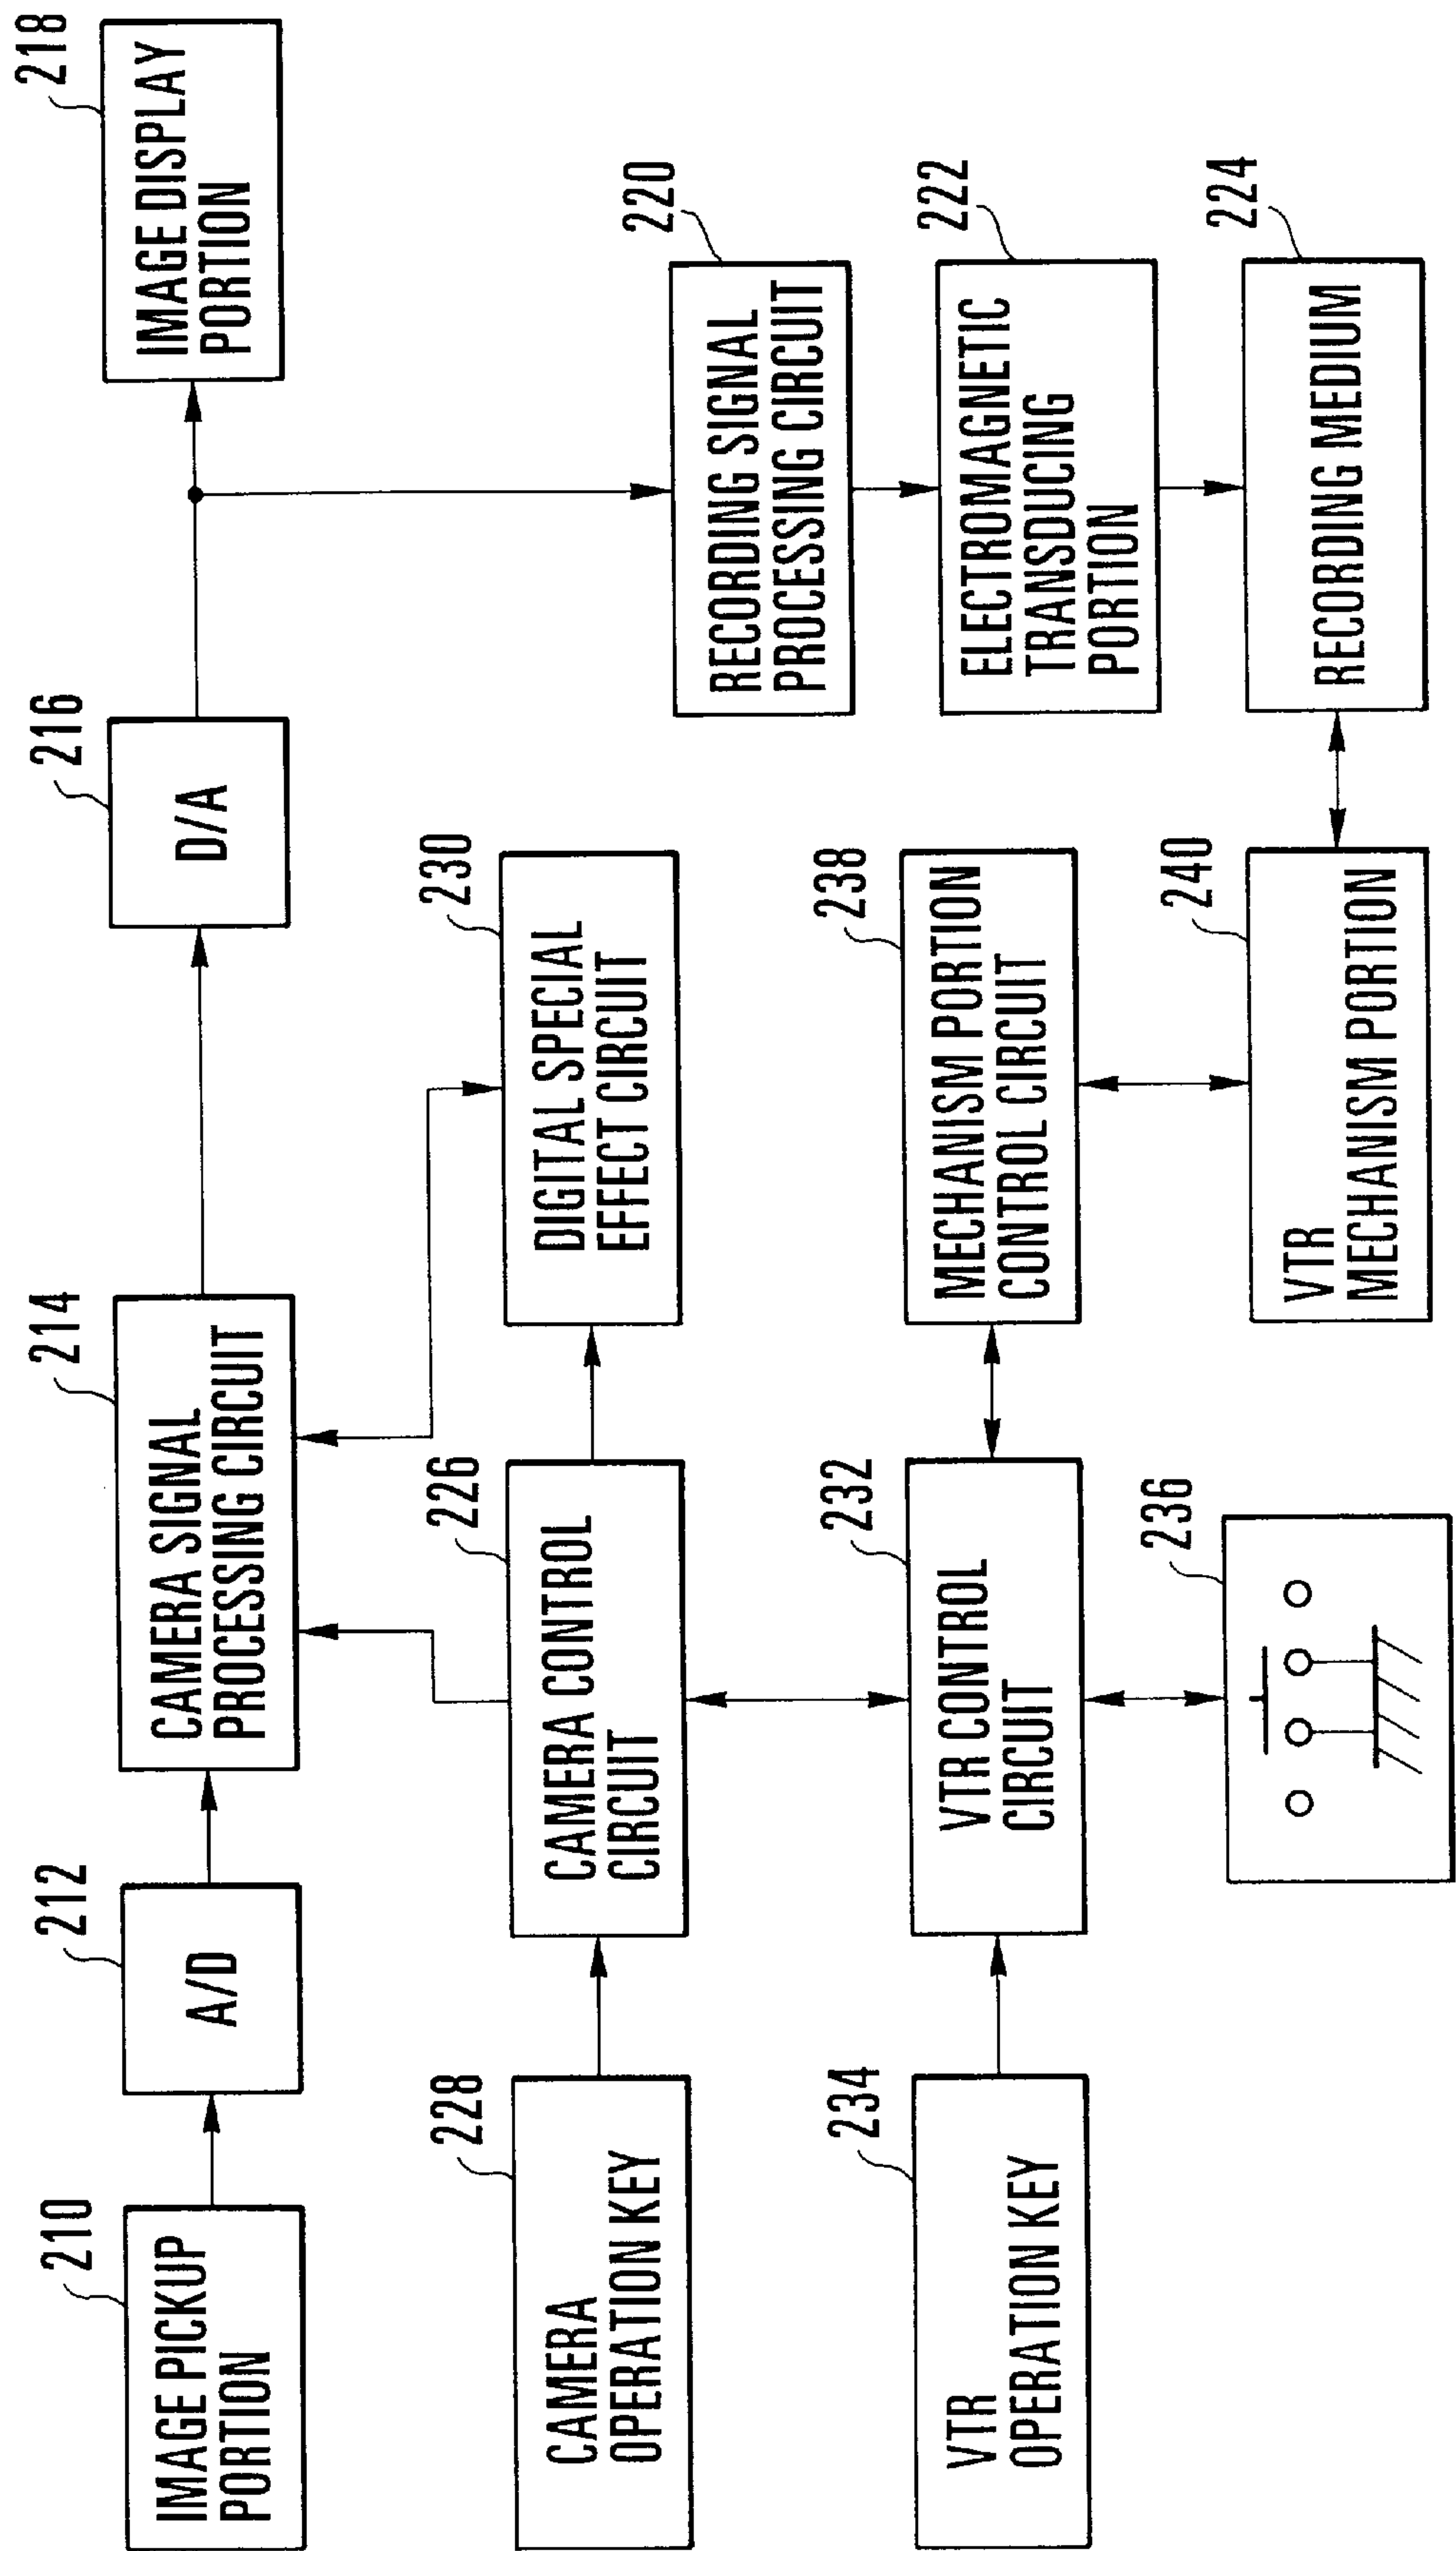 210
IMAGE PICKUP
PORTION
212
A/D
214
CAMERA SIGNAL
PROCESSING CIRCUIT
216
D/A
218
IMAGE DISPLAY
PORTION
228
CAMERA
OPERATION KEY
226
CAMERA CONTROL
CIRCUIT
230
DIGITAL SPECIAL
EFFECT CIRCUIT
220
RECORDING SIGNAL
PROCESSING CIRCUIT
234
VTR
OPERATION KEY
232
VTR CONTROL
CIRCUIT
238
MECHANISM PORTION
CONTROL CIRCUIT
222
ELECTROMAGNETIC
TRANSDUCING
PORTION
236
240
VTR
MECHANISM PORTION
224
RECORDING MEDIUM